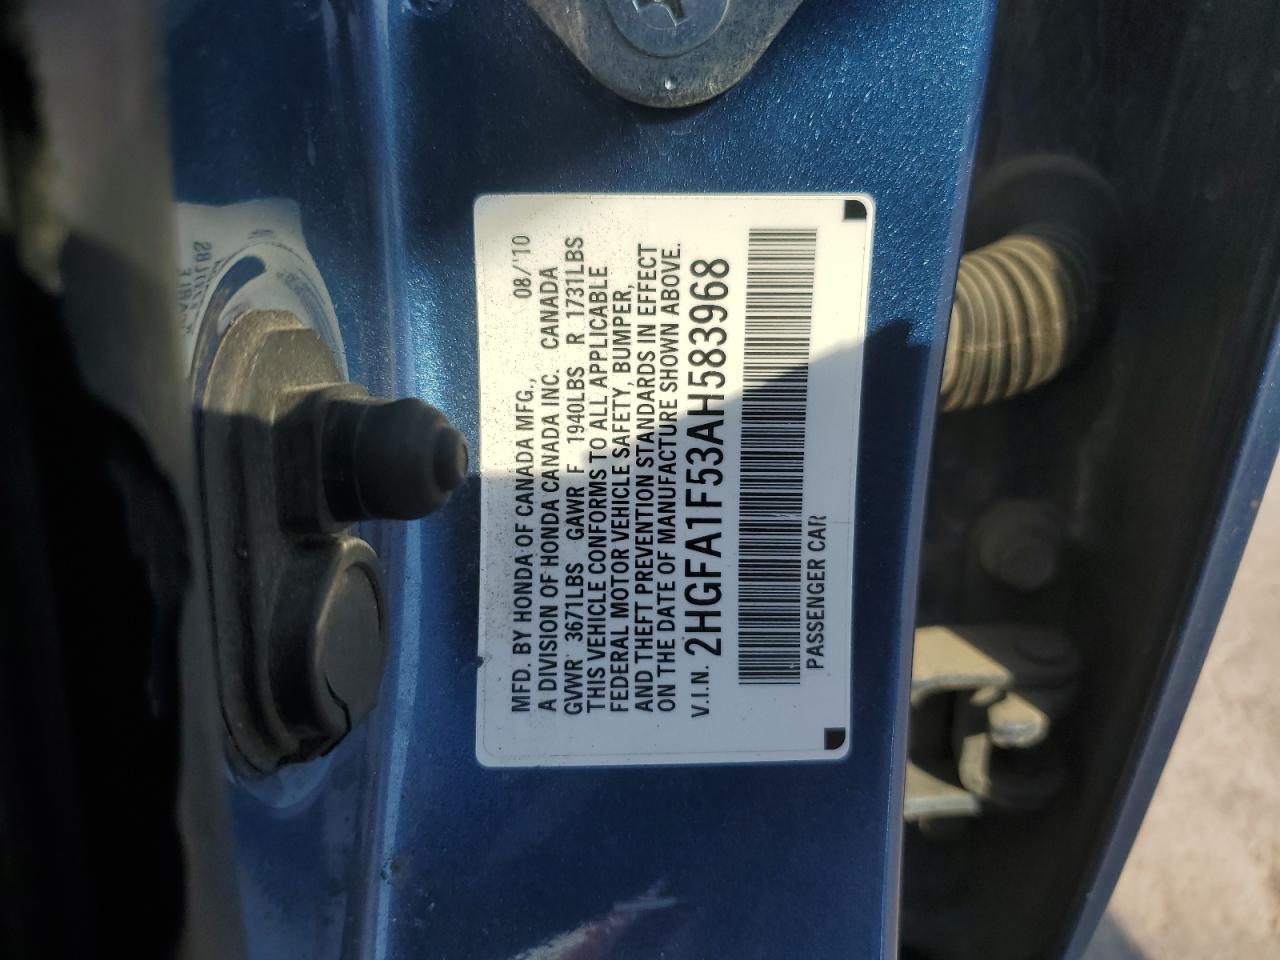 MFD. BY HONDA OF CANADA MFG., 08/'10
A DIVISION OF HONDA CANADA INC. CANADA
GVWR 3671LBS GAWR F 1940LBS R 1731LBS
THIS VEHICLE CONFORMS TO ALL APPLICABLE
FEDERAL MOTOR VEHICLE SAFETY, BUMPER,
AND THEFT PREVENTION STANDARDS IN EFFECT
ON THE DATE OF MANUFACTURE SHOWN ABOVE.
V.I.N. 2HGFA1F53AH583968
PASSENGER CAR